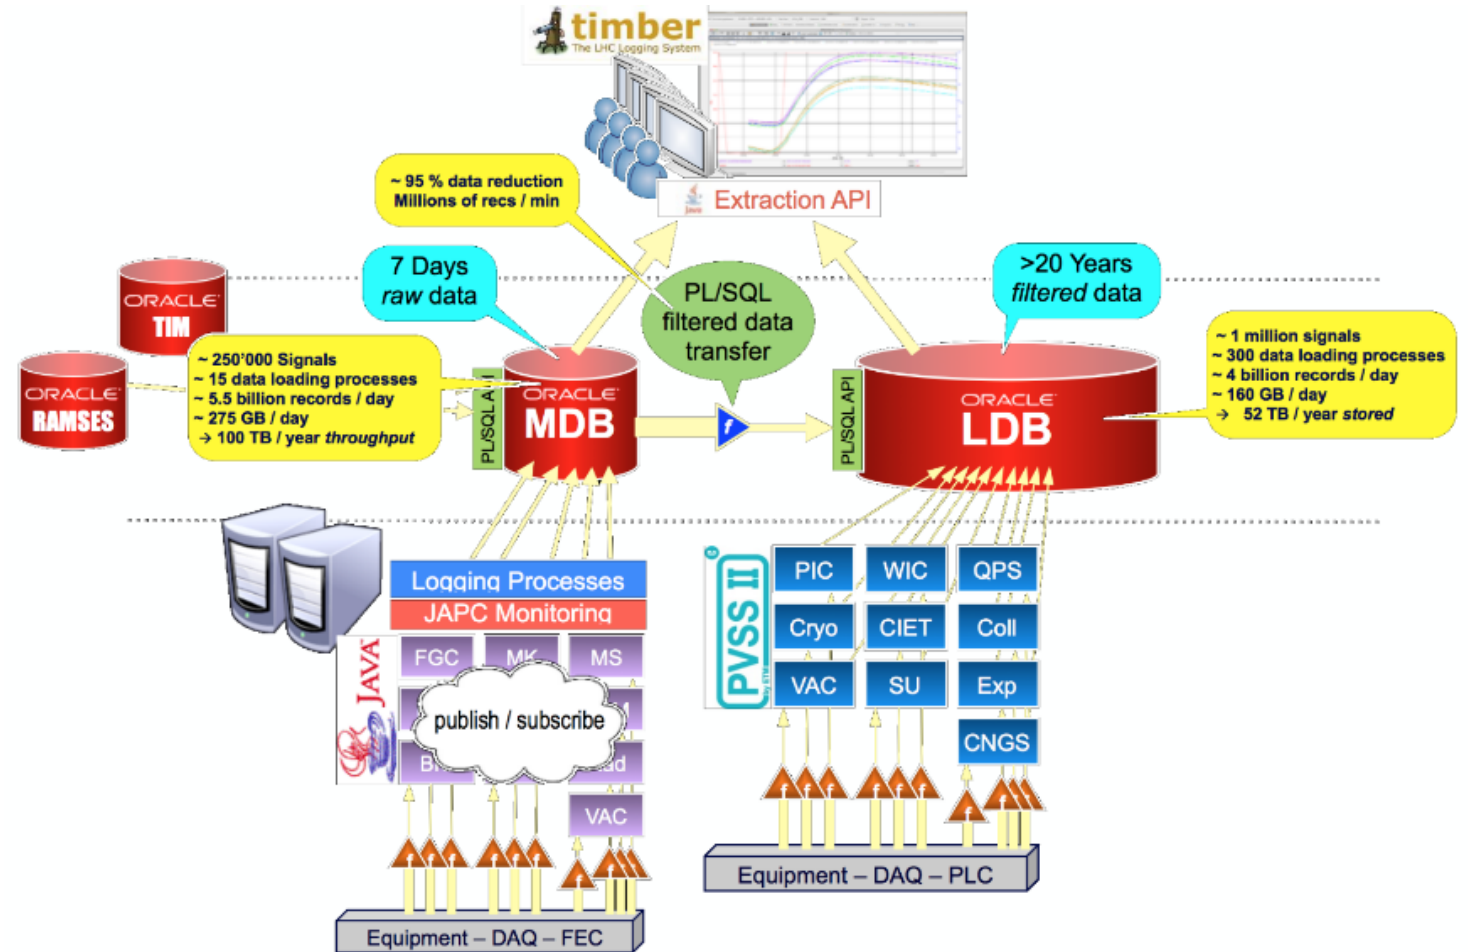 timber
The LHC Logging System
Java
Extraction API
~ 95 % data reduction
Millions of recs / min
7 Days
raw data
PL/SQL
filtered data
transfer
>20 Years
filtered data
ORACLE
TIM
ORACLE
RAMSES
~ 250'000 Signals
~ 15 data loading processes
~ 5.5 billion records / day
~ 275 GB / day
→ 100 TB / year throughput
PL/SQL API
ORACLE
MDB
f
PL/SQL API
ORACLE
LDB
~ 1 million signals
~ 300 data loading processes
~ 4 billion records / day
~ 160 GB / day
→ 52 TB / year stored
Logging Processes
JAPC Monitoring
JAVA
FGC
MK
MS
publish / subscribe
VAC
f f f f f f f f
Equipment – DAQ – FEC
PVSS II
PIC
WIC
QPS
Cryo
CIET
Coll
VAC
SU
Exp
CNGS
f f f f f f f f
Equipment – DAQ – PLC